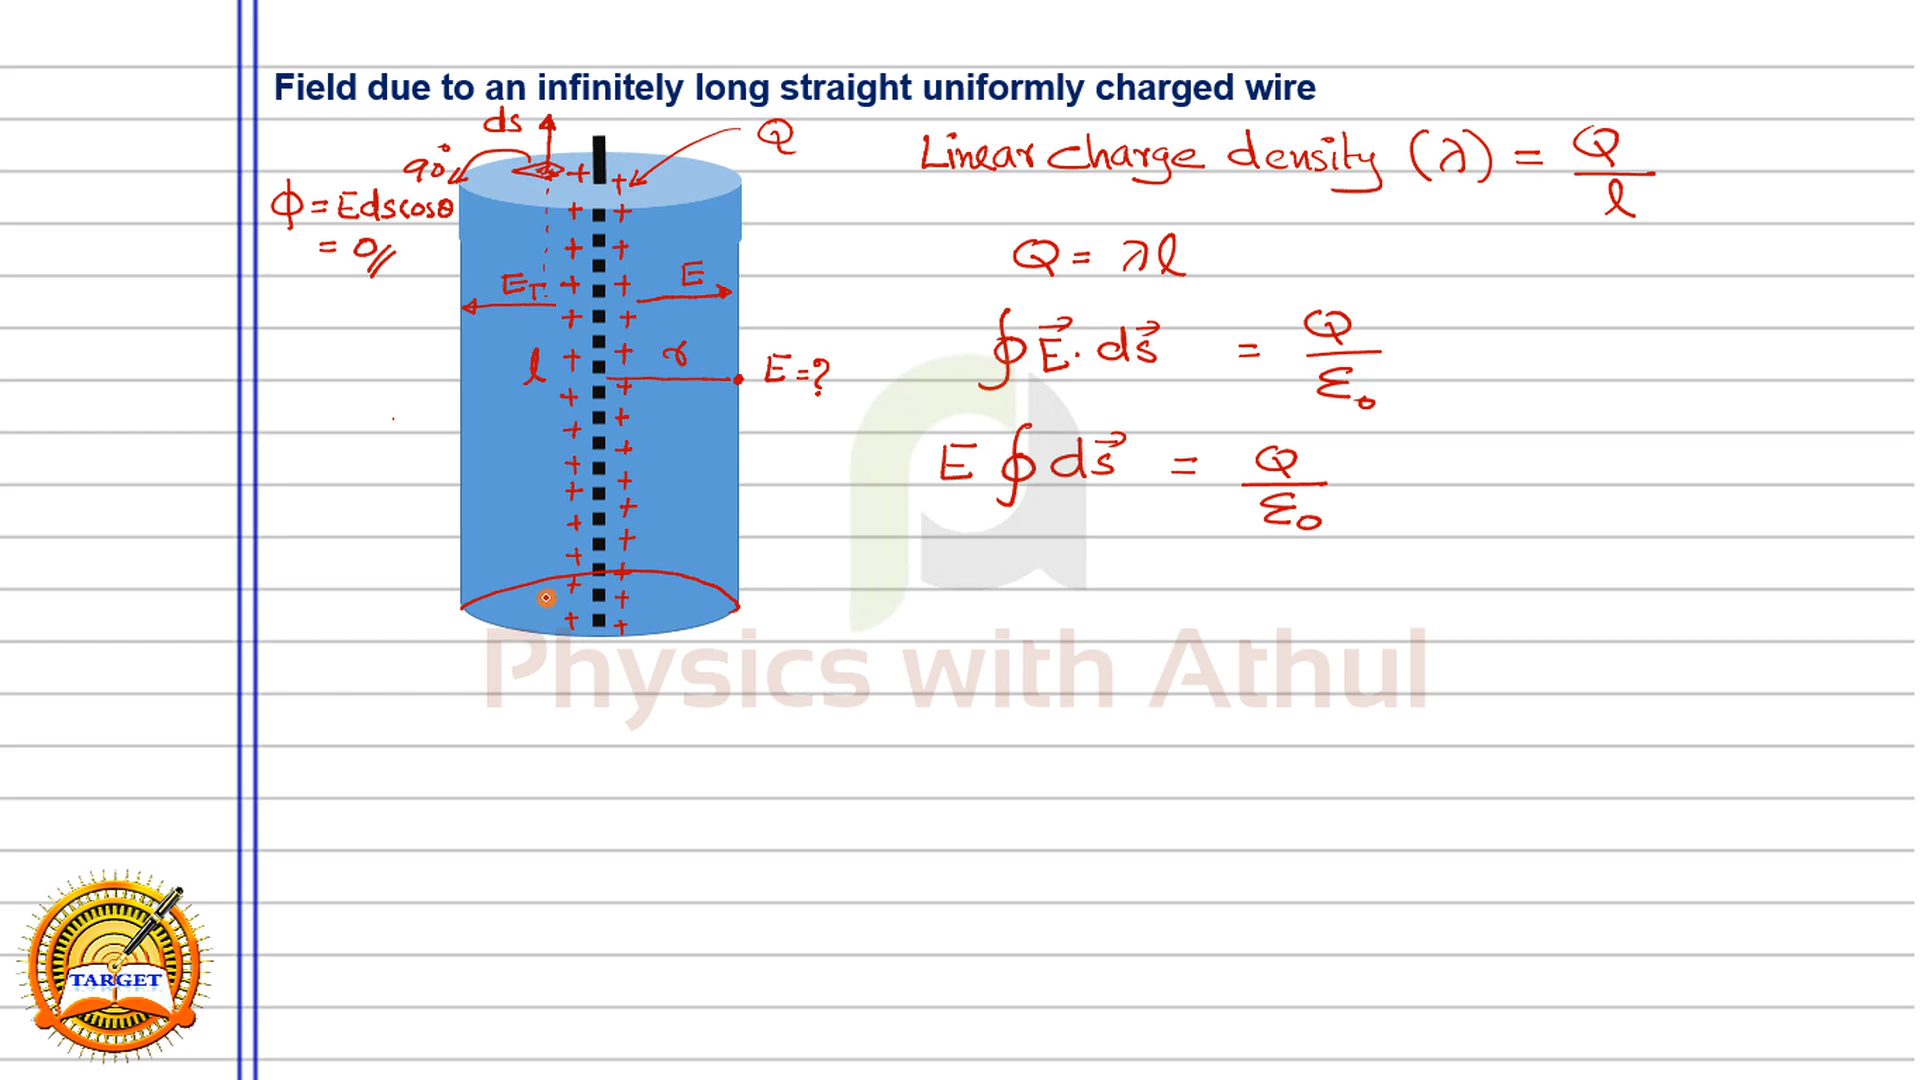 Field due to an infinitely long straight uniformly charged wire
ds
90°
Q
Φ = Edscosθ
= 0//
E
E
l
r
E = ?
Linear charge density (λ) = Q/l
Q = λl
∮E⃗. ds⃗ = Q/ε₀
E ∮ds⃗ = Q/ε₀
Physics with Athul
TARGET